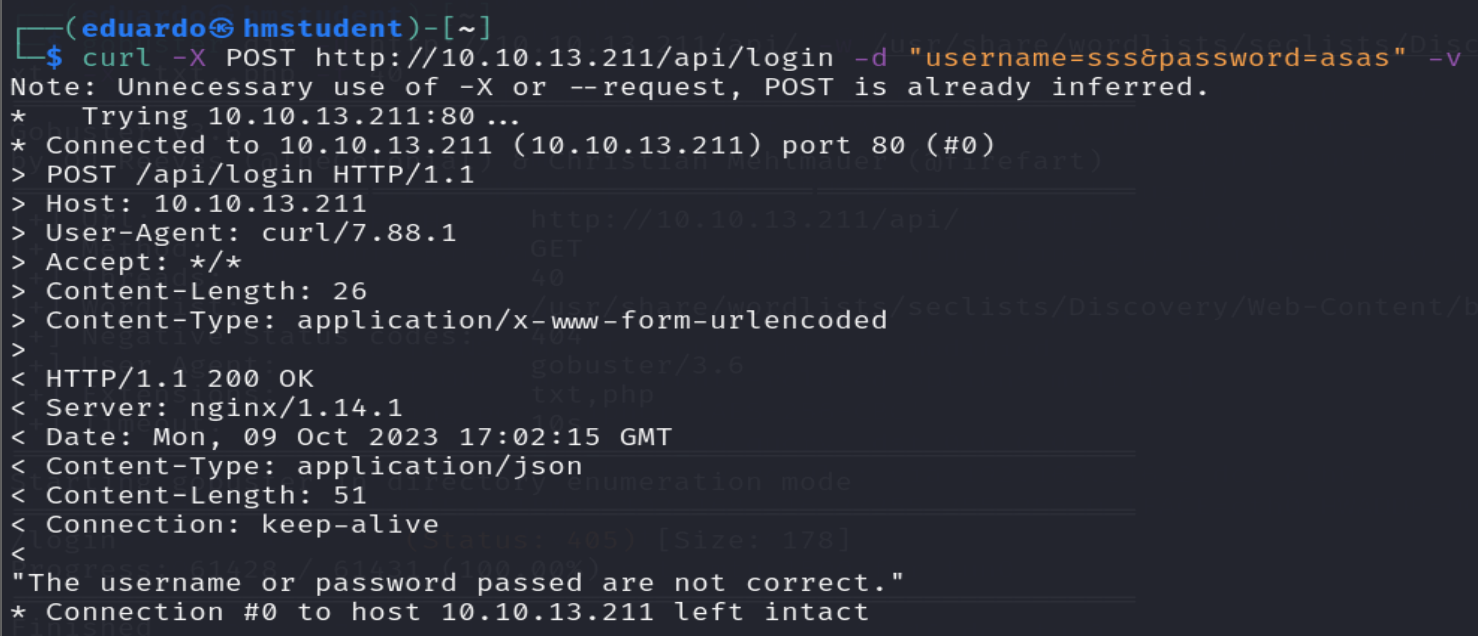 ┌──(eduardo㉿hmstudent)-[~]
└─$ curl -X POST http://10.10.13.211/api/login -d "username=sss&password=asas" -v
Note: Unnecessary use of -X or --request, POST is already inferred.
*   Trying 10.10.13.211:80...
* Connected to 10.10.13.211 (10.10.13.211) port 80 (#0)
> POST /api/login HTTP/1.1
> Host: 10.10.13.211
> User-Agent: curl/7.88.1
> Accept: */*
> Content-Length: 26
> Content-Type: application/x-www-form-urlencoded
>
< HTTP/1.1 200 OK
< Server: nginx/1.14.1
< Date: Mon, 09 Oct 2023 17:02:15 GMT
< Content-Type: application/json
< Content-Length: 51
< Connection: keep-alive
<
"The username or password passed are not correct."
* Connection #0 to host 10.10.13.211 left intact